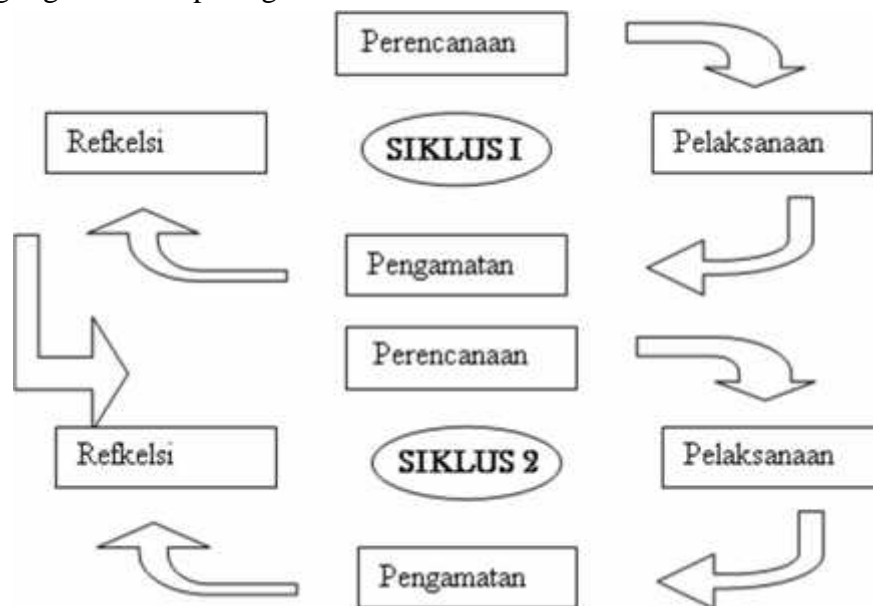 Perencanaan
Refkelsi
SIKLUS I
Pelaksanaan
Pengamatan
Perencanaan
Refkelsi
SIKLUS 2
Pelaksanaan
Pengamatan